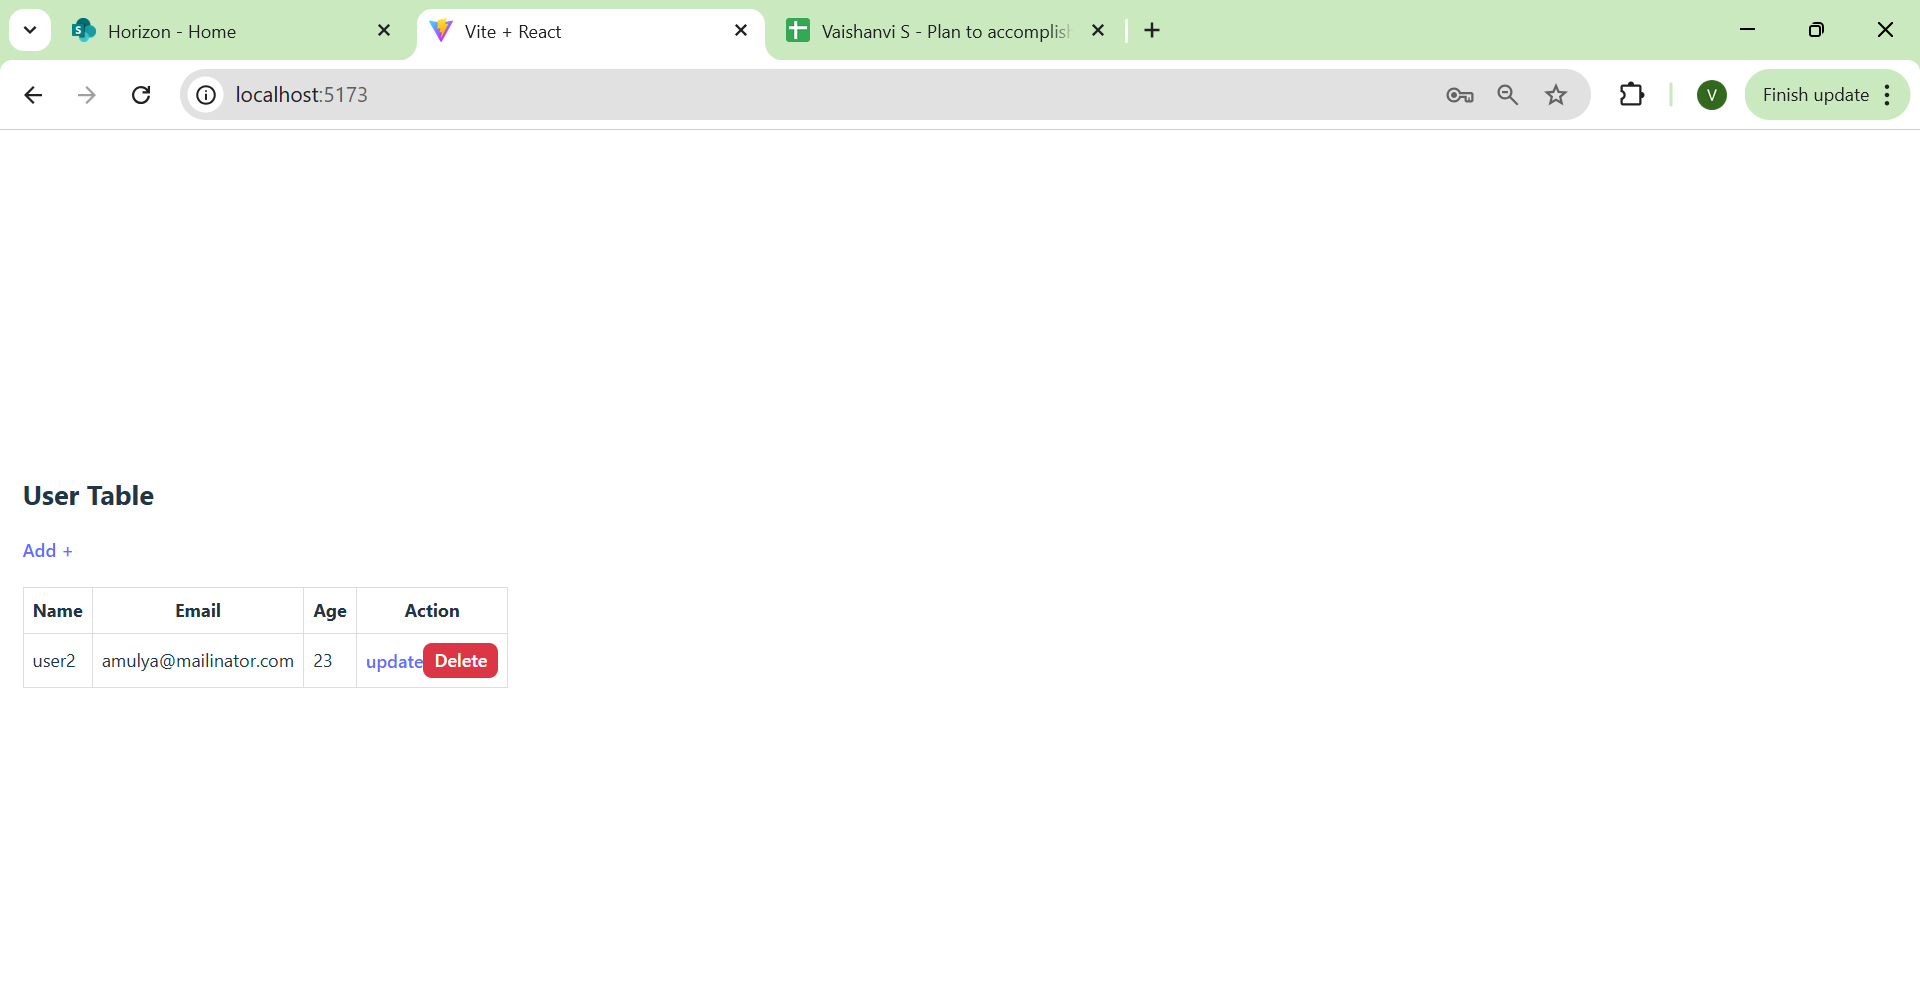 Horizon - Home
Vite + React
Vaishanvi S - Plan to accomplish
localhost:5173
V
Finish update
User Table
Add +
Name Email Age Action
user2 amulya@mailinator.com 23 update Delete